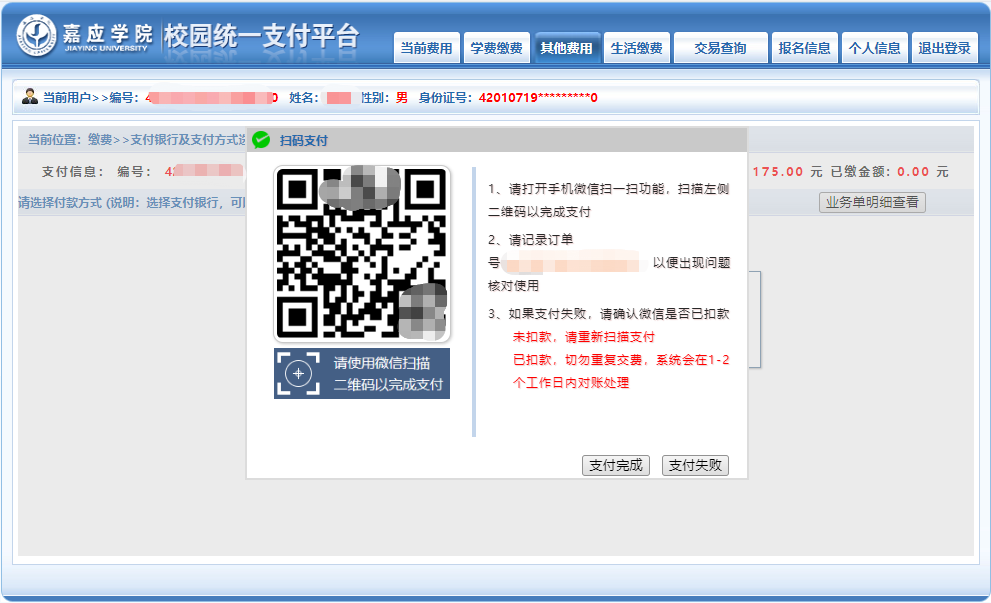 嘉应学院 校园统一支付平台
JIAYING UNIVERSITY
当前费用 学费缴费 其他费用 生活缴费 交易查询 报名信息 个人信息 退出登录
当前用户>>编号: 4 0 姓名: 性别: 男 身份证号: 42010719*********0
当前位置: 缴费>>支付银行及支付方式选
扫码支付
支付信息: 编号: 42
175.00 元 已缴金额: 0.00 元
请选择付款方式 (说明: 选择支付银行, 可
业务单明细查看
1、请打开手机微信扫一扫功能，扫描左侧
二维码以完成支付
2、请记录订单
号 以便出现问题
核对使用
3、如果支付失败，请确认微信是否已扣款
未扣款，请重新扫描支付
已扣款，切勿重复交费，系统会在1-2
个工作日内对账处理
请使用微信扫描
二维码以完成支付
支付完成 支付失败